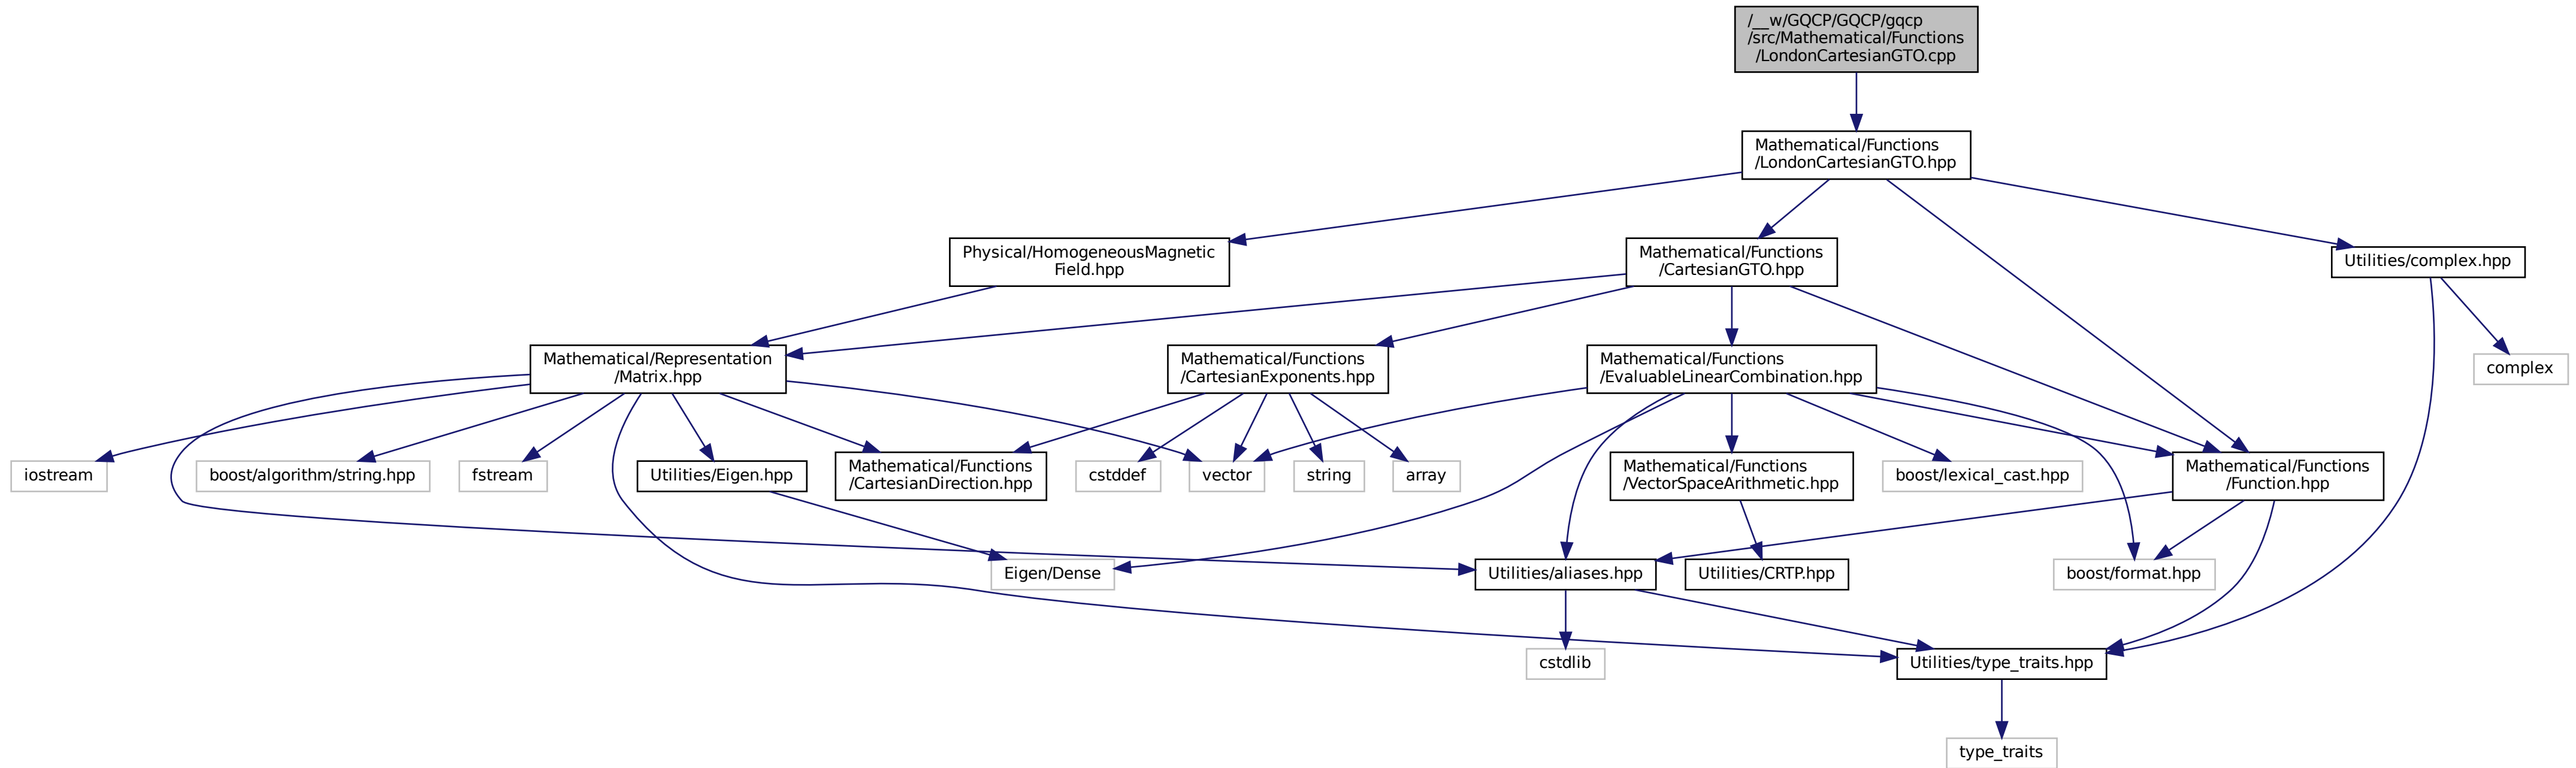 /__w/GQCP/GQCP/gqcp
/src/Mathematical/Functions
/LondonCartesianGTO.cpp
Mathematical/Functions
/LondonCartesianGTO.hpp
Physical/HomogeneousMagnetic
Field.hpp
Mathematical/Functions
/CartesianGTO.hpp
Utilities/complex.hpp
Mathematical/Representation
/Matrix.hpp
Mathematical/Functions
/CartesianExponents.hpp
Mathematical/Functions
/EvaluableLinearCombination.hpp
complex
iostream
boost/algorithm/string.hpp
fstream
Utilities/Eigen.hpp
Mathematical/Functions
/CartesianDirection.hpp
cstddef
vector
string
array
Mathematical/Functions
/VectorSpaceArithmetic.hpp
boost/lexical_cast.hpp
Mathematical/Functions
/Function.hpp
Eigen/Dense
Utilities/aliases.hpp
Utilities/CRTP.hpp
boost/format.hpp
cstdlib
Utilities/type_traits.hpp
type_traits